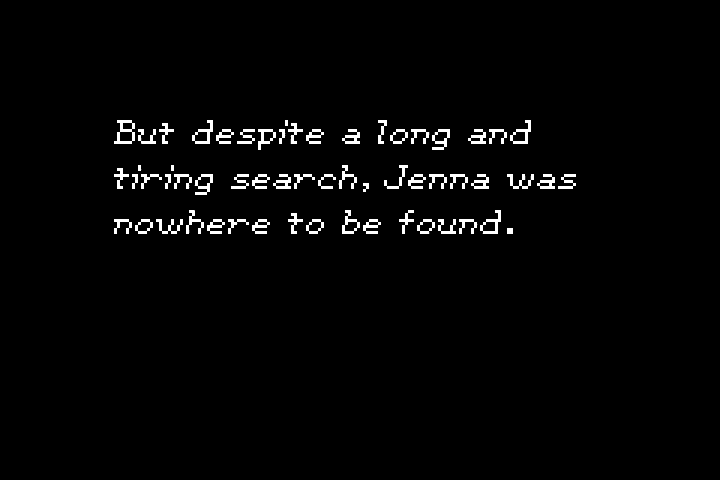 But despite a long and
tiring search, Jenna was
nowhere to be found.